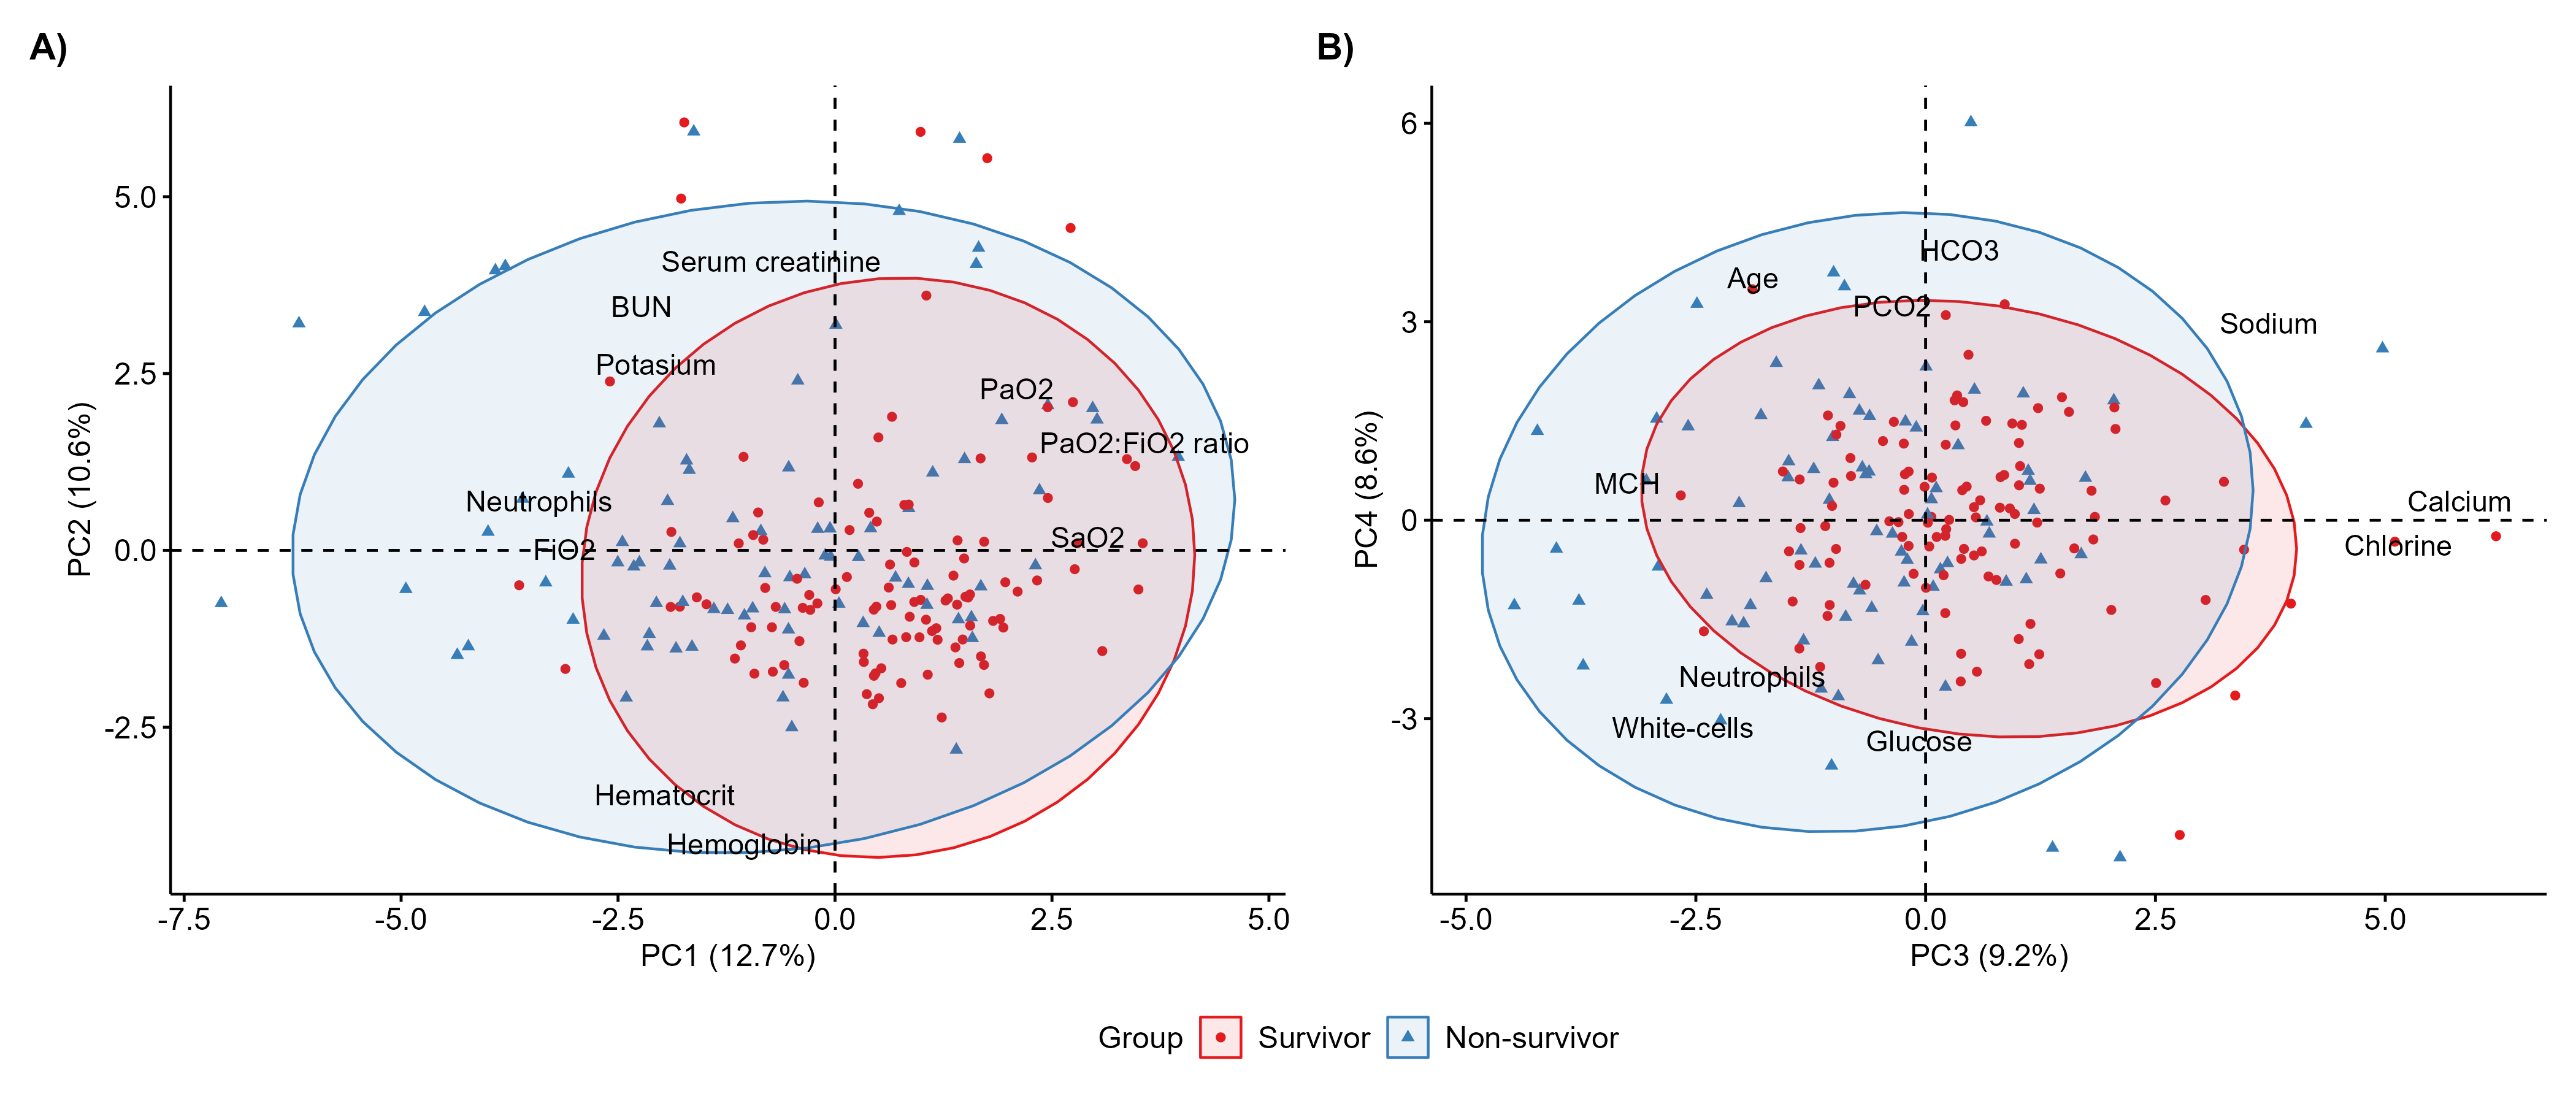 A)
B)
5.0
2.5
0.0
-2.5
PC2 (10.6%)
Serum creatinine
BUN
Potasium
PaO2
PaO2:FiO2 ratio
Neutrophils
SaO2
FiO2
Hematocrit
Hemoglobin
-7.5
-5.0
-2.5
0.0
2.5
5.0
PC1 (12.7%)
6
3
0
-3
PC4 (8.6%)
HCO3
Age
PCO2
Sodium
MCH
Calcium
Chlorine
Neutrophils
White-cells
Glucose
-5.0
-2.5
0.0
2.5
5.0
PC3 (9.2%)
Group Survivor Non-survivor